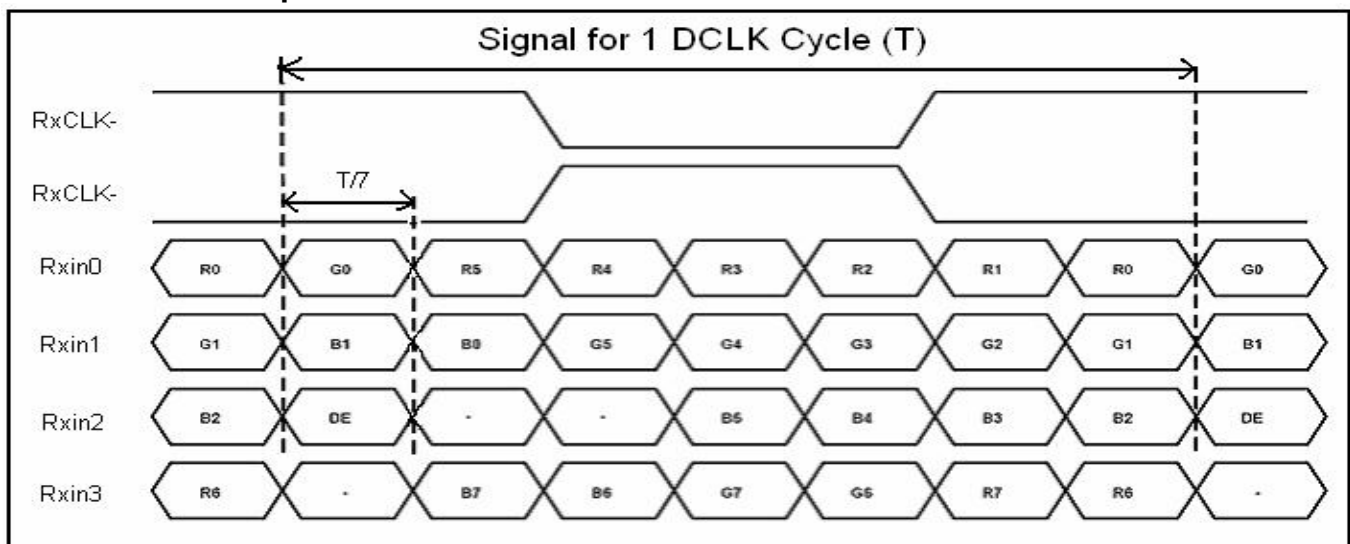 Signal for 1 DCLK Cycle (T)
RxCLK-
RxCLK-
T/7
Rxin0 R0 G0 R5 R4 R3 R2 R1 R0 G0
Rxin1 G1 B1 B0 G5 G4 G3 G2 G1 B1
Rxin2 B2 DE - - B5 B4 B3 B2 DE
Rxin3 R6 - B7 B6 G7 G6 R7 R6 -